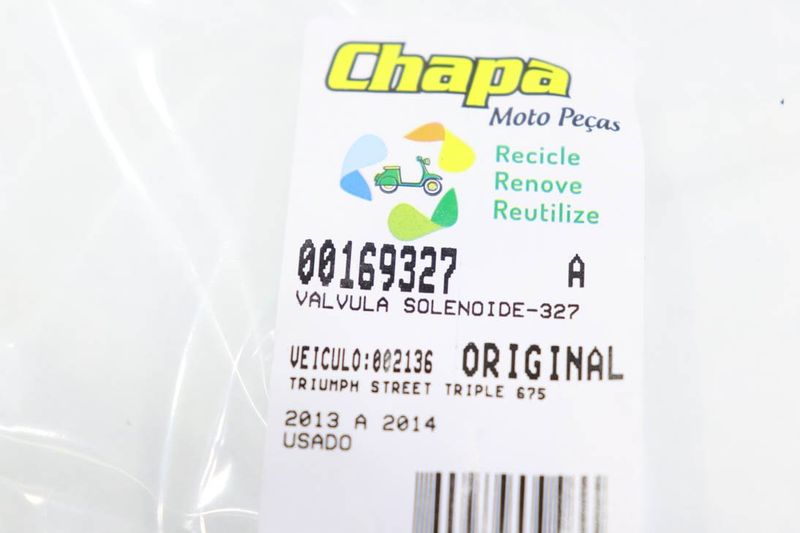 Chapa
Moto Peças
Recicle
Renove
Reutilize
00169327 A
VALVULA SOLENOIDE-327
VEICULO:002136 ORIGINAL
TRIUMPH STREET TRIPLE 675
2013 A 2014
USADO